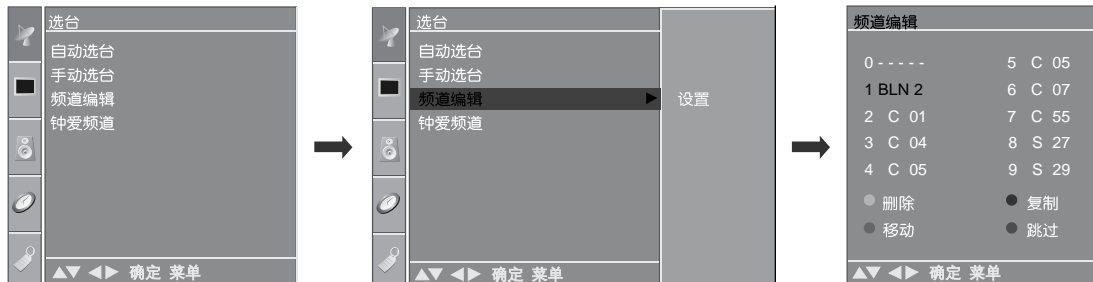 选台
自动选台
手动选台
频道编辑
钟爱频道
▲▼ ◀▶ 确定 菜单
选台
自动选台
手动选台
频道编辑 ▶ 设置
钟爱频道
▲▼ ◀▶ 确定 菜单
频道编辑
0 - - - - - 5 C 05
1 BLN 2 6 C 07
2 C 01 7 C 55
3 C 04 8 S 27
4 C 05 9 S 29
删除 复制
移动 跳过
▲▼ ◀▶ 确定 菜单